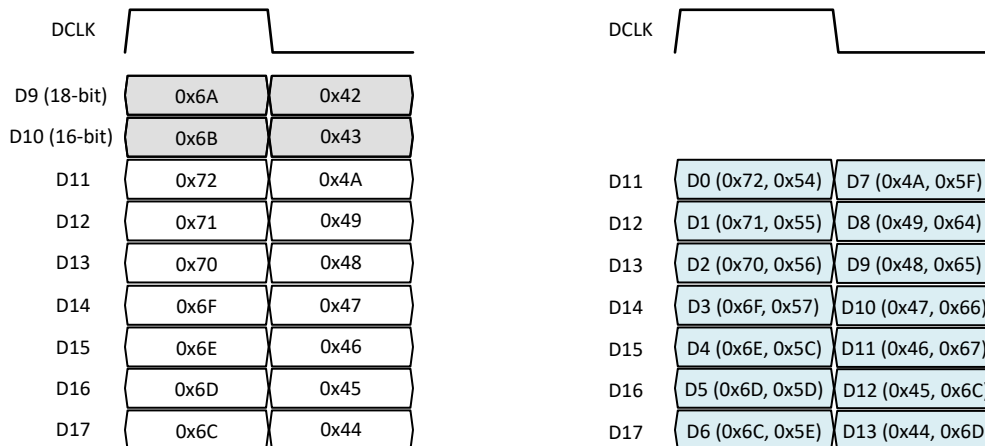 DCLK DCLK
D9 (18-bit) 0x6A 0x42
D10 (16-bit) 0x6B 0x43
D11 0x72 0x4A D11 D0 (0x72, 0x54) D7 (0x4A, 0x5F)
D12 0x71 0x49 D12 D1 (0x71, 0x55) D8 (0x49, 0x64)
D13 0x70 0x48 D13 D2 (0x70, 0x56) D9 (0x48, 0x65)
D14 0x6F 0x47 D14 D3 (0x6F, 0x57) D10 (0x47, 0x66)
D15 0x6E 0x46 D15 D4 (0x6E, 0x5C) D11 (0x46, 0x67)
D16 0x6D 0x45 D16 D5 (0x6D, 0x5D) D12 (0x45, 0x6C)
D17 0x6C 0x44 D17 D6 (0x6C, 0x5E) D13 (0x44, 0x6D